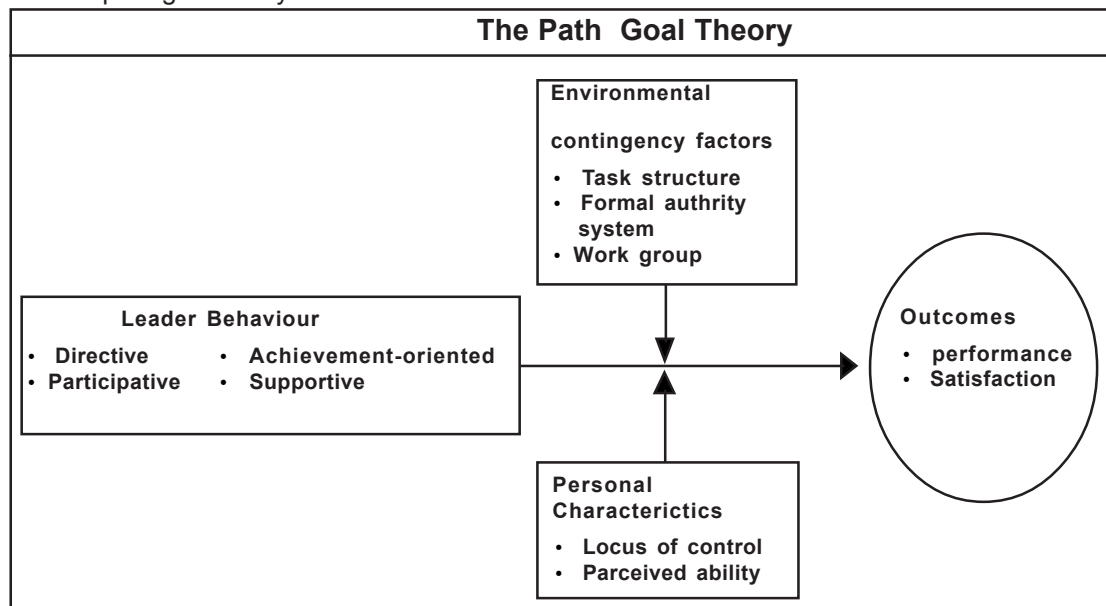 The Path Goal Theory
Environmental
contingency factors
• Task structure
• Formal authrity
system
• Work group
Leader Behaviour
• Directive • Achievement-oriented
• Participative • Supportive
Outcomes
• performance
• Satisfaction
Personal
Characterictics
• Locus of control
• Parceived ability